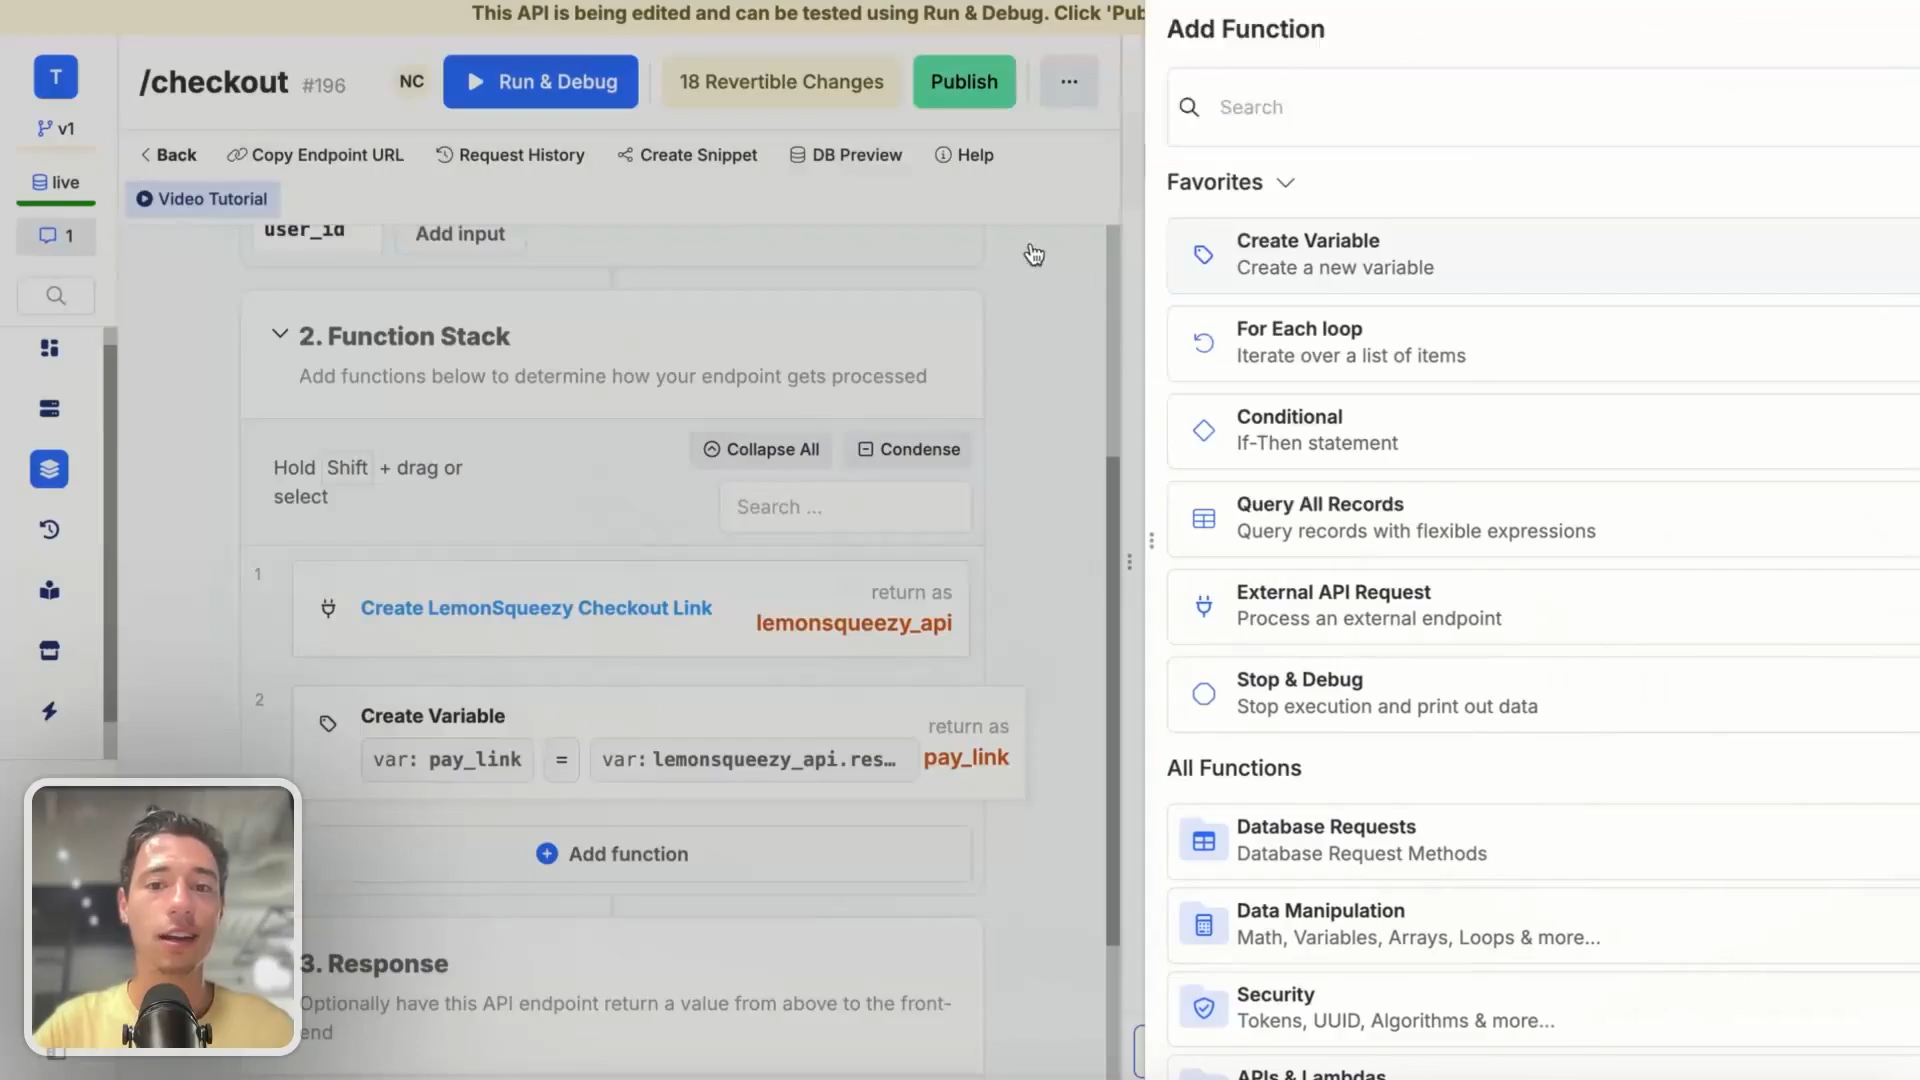 This API is being edited and can be tested using Run & Debug. Click 'Pub
T
v1
live
1
/checkout #196
NC
Run & Debug
18 Revertible Changes
Publish
Back
Copy Endpoint URL
Request History
Create Snippet
DB Preview
Help
Video Tutorial
user_id
Add input
2. Function Stack
Add functions below to determine how your endpoint gets processed
Hold Shift + drag or
select
Collapse All
Condense
Search ...
1
Create LemonSqueezy Checkout Link
return as
lemonsqueezy_api
2
Create Variable
var: pay_link
=
var: lemonsqueezy_api.res...
return as
pay_link
Add function
3. Response
Optionally have this API endpoint return a value from above to the front-
end
Add Function
Search
Favorites
Create Variable
Create a new variable
For Each loop
Iterate over a list of items
Conditional
If-Then statement
Query All Records
Query records with flexible expressions
External API Request
Process an external endpoint
Stop & Debug
Stop execution and print out data
All Functions
Database Requests
Database Request Methods
Data Manipulation
Math, Variables, Arrays, Loops & more...
Security
Tokens, UUID, Algorithms & more...
APIs & Lambdas